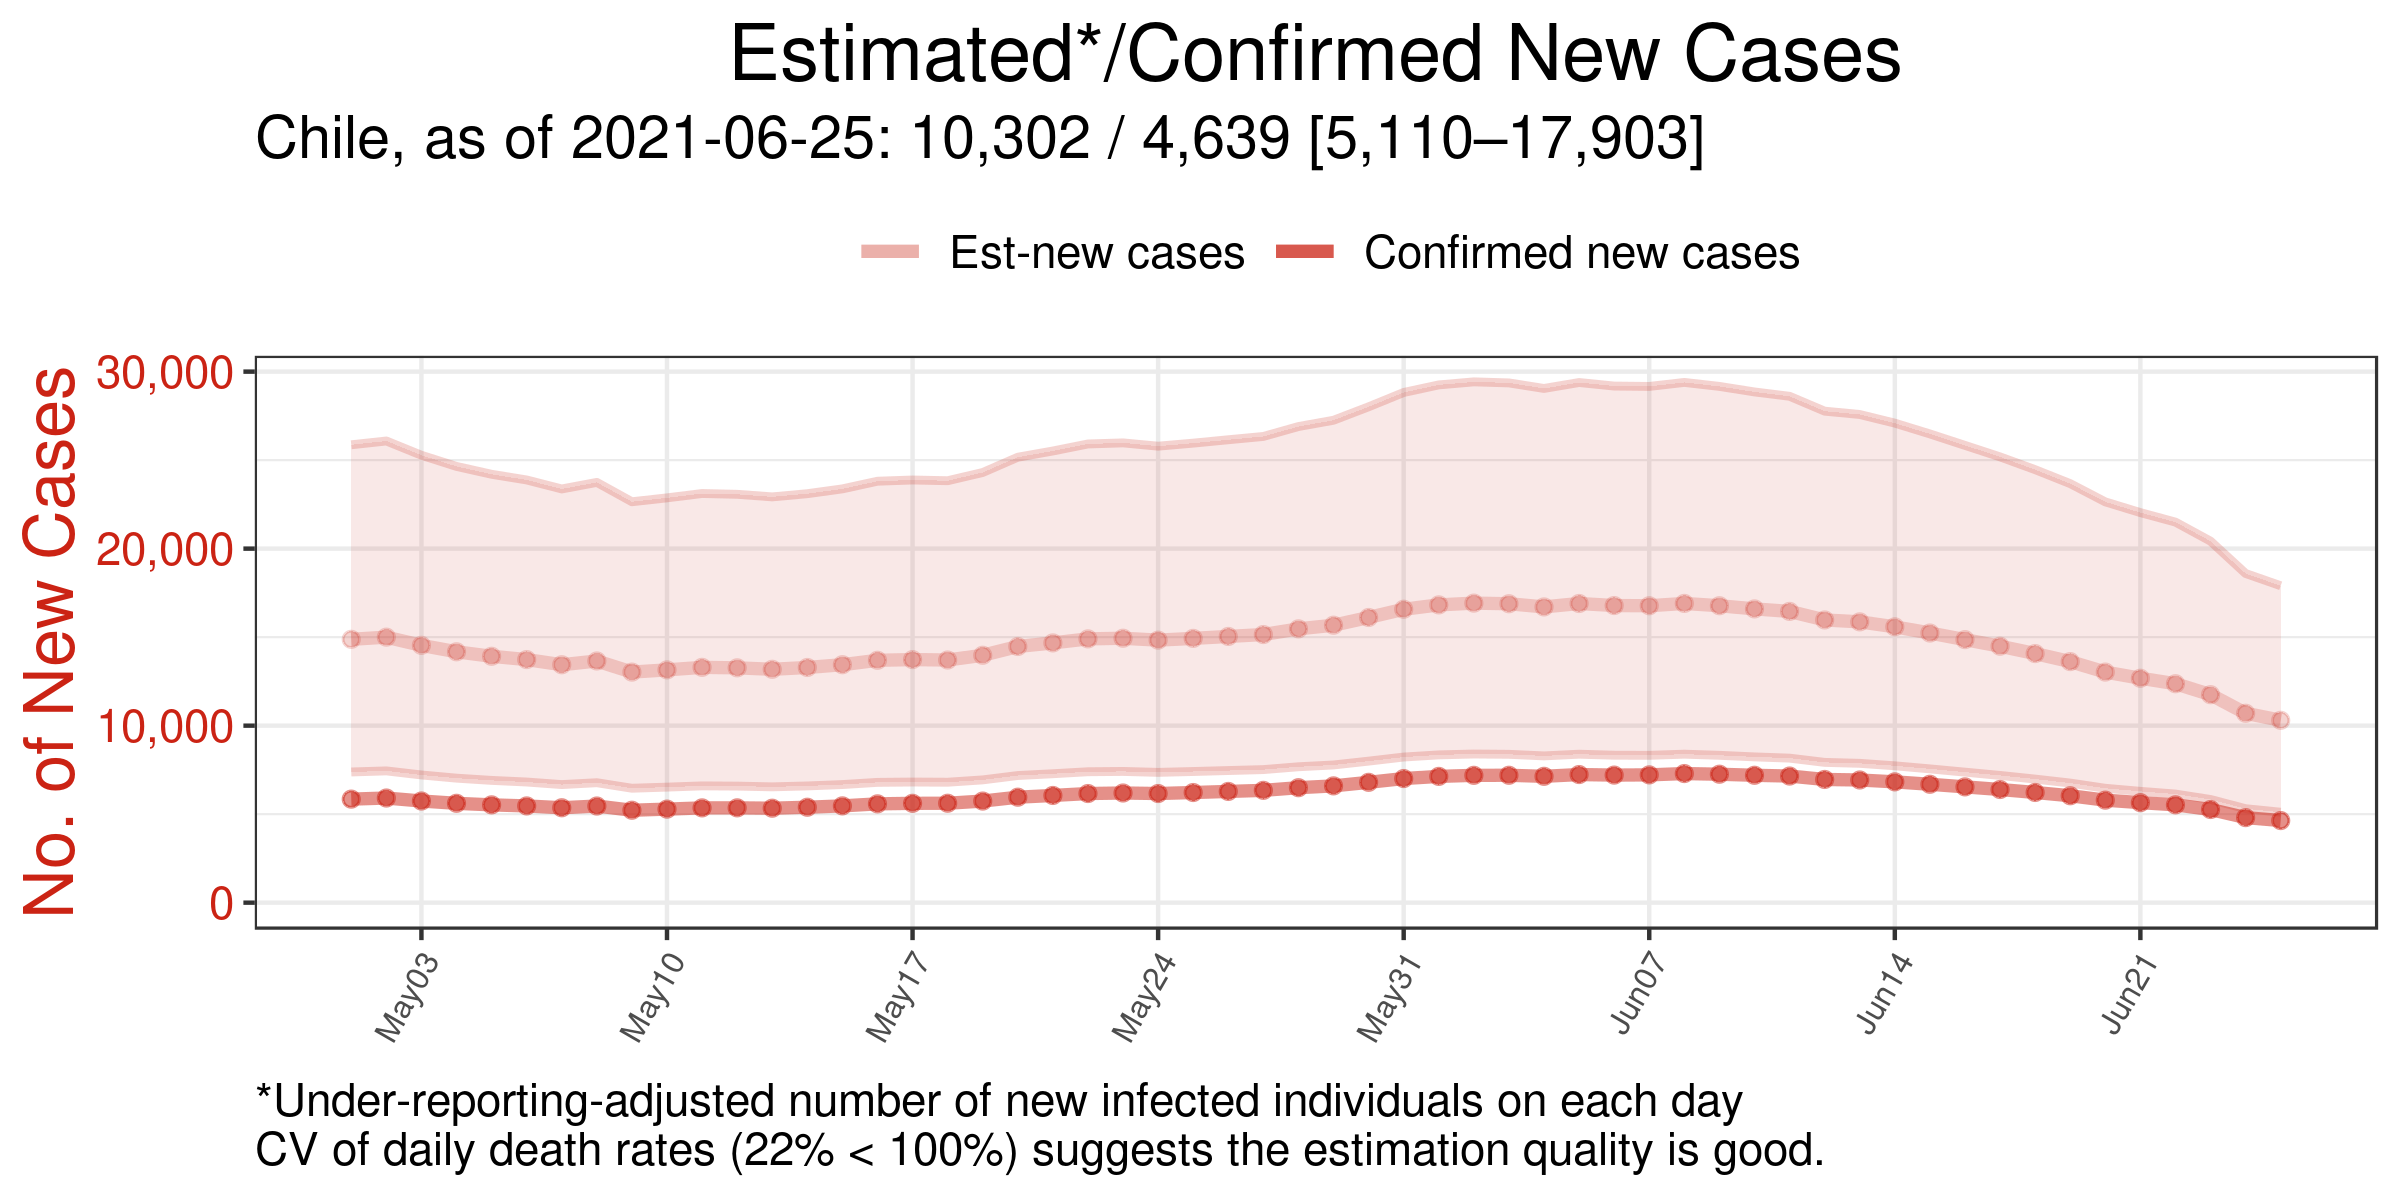 Estimated*/Confirmed New Cases
Chile, as of 2021-06-25: 10,302 / 4,639 [5,110–17,903]
Est-new cases
Confirmed new cases
No. of New Cases
30,000
20,000
10,000
0
May03
May10
May17
May24
May31
Jun07
Jun14
Jun21
*Under-reporting-adjusted number of new infected individuals on each day
CV of daily death rates (22% < 100%) suggests the estimation quality is good.